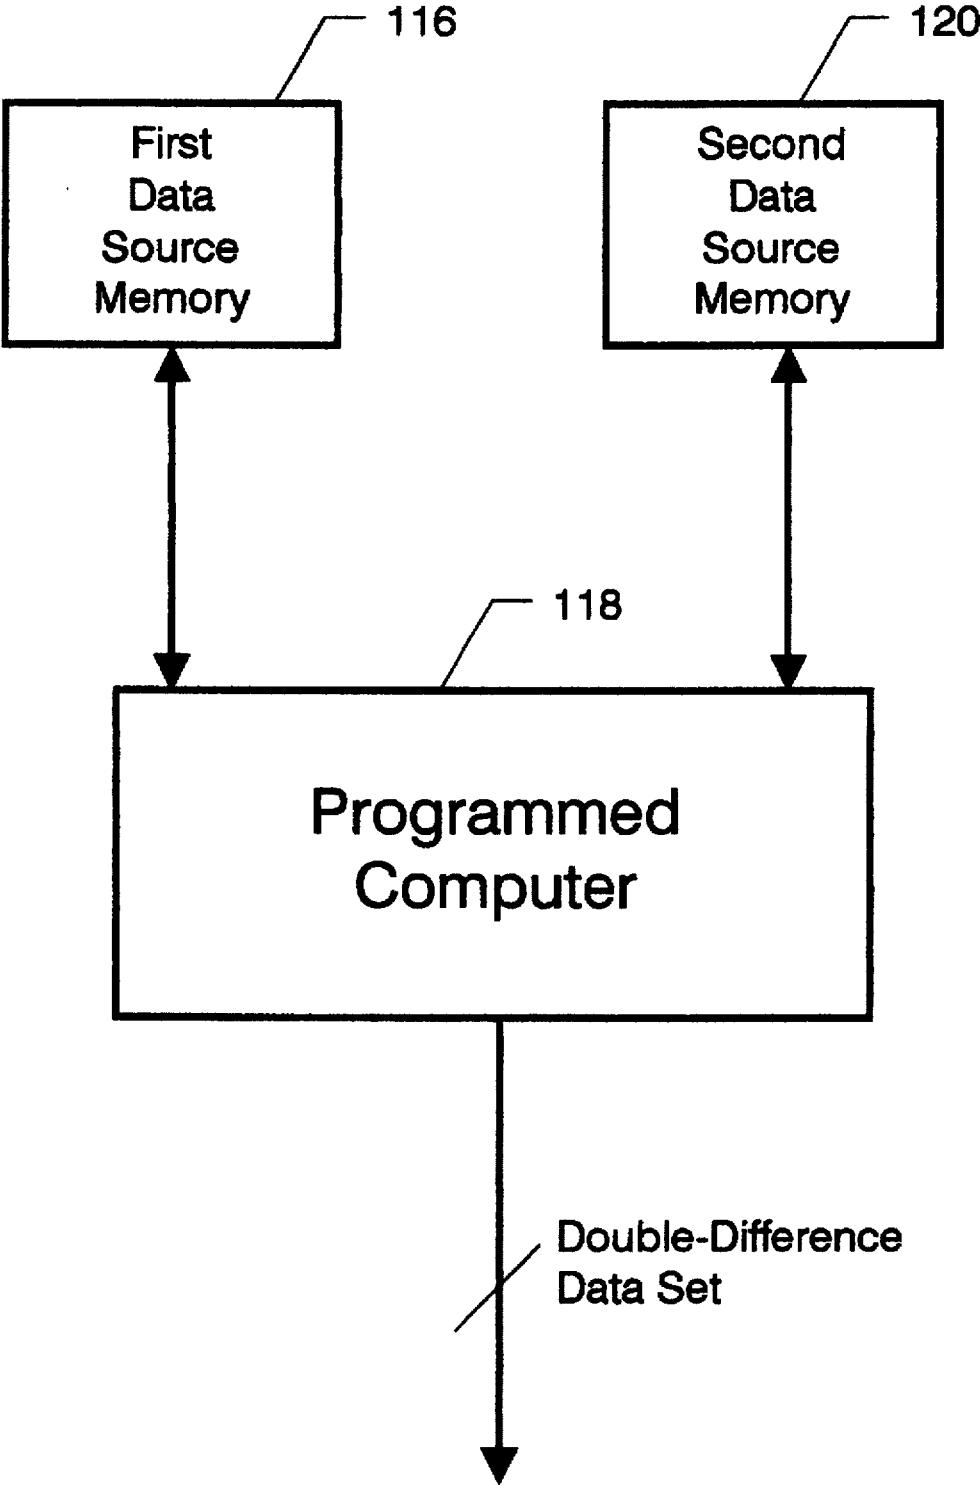 116
120
First
Data
Source
Memory
Second
Data
Source
Memory
118
Programmed
Computer
Double-Difference
Data Set